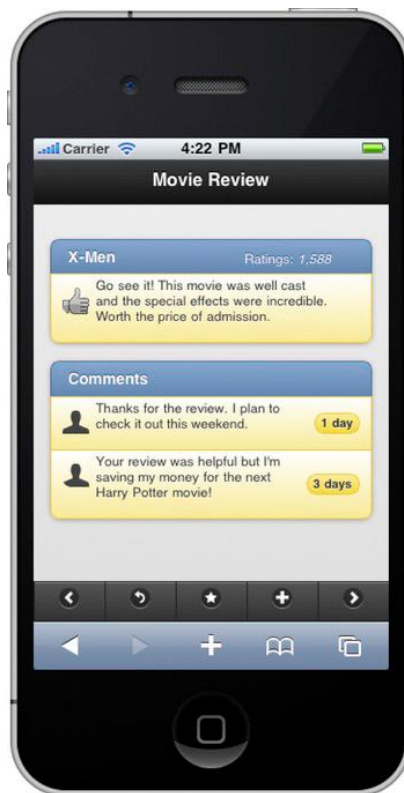 Carrier 4:22 PM
Movie Review
X-Men Ratings: 1,588
Go see it! This movie was well cast
and the special effects were incredible.
Worth the price of admission.
Comments
Thanks for the review. I plan to
check it out this weekend.
1 day
Your review was helpful but I'm
saving my money for the next
Harry Potter movie!
3 days